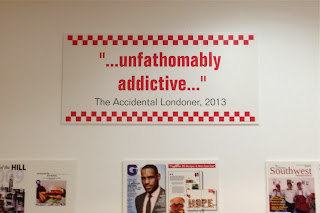 "...unfathomably
addictive..."
The Accidental Londoner, 2013
HILL
G
HOPE.
Southwest